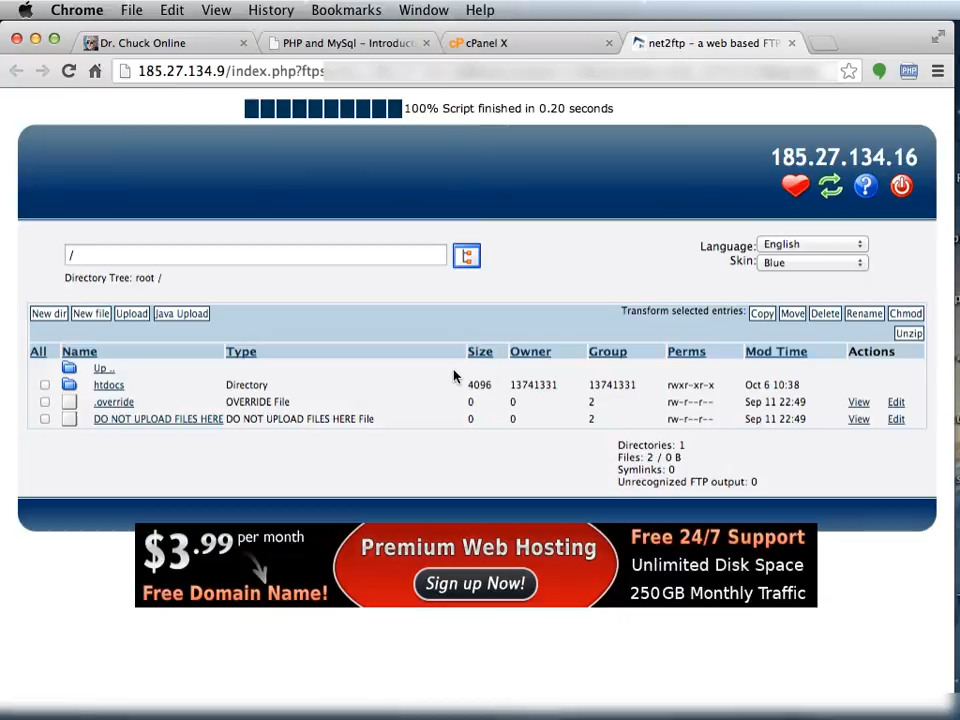 Chrome File Edit View History Bookmarks Window Help
Dr. Chuck Online
PHP and MySql – Introduct
cPanel X
net2ftp – a web based FTP
185.27.134.9/index.php?ftps
PHP
100% Script finished in 0.20 seconds
185.27.134.16
/
Language: English
Directory Tree: root /
Skin: Blue
New dir New file Upload Java Upload Transform selected entries: Copy Move Delete Rename Chmod
Unzip
All Name Type Size Owner Group Perms Mod Time Actions
Up ..
htdocs Directory 4096 13741331 13741331 rwxr-xr-x Oct 6 10:38
.override OVERRIDE File 0 0 2 rw-r--r-- Sep 11 22:49 View Edit
DO NOT UPLOAD FILES HERE DO NOT UPLOAD FILES HERE File 0 0 2 rw-r--r-- Sep 11 22:49 View Edit
Directories: 1
Files: 2 / 0 B
Symlinks: 0
Unrecognized FTP output: 0
$3.99 per month
Free Domain Name!
Premium Web Hosting
Sign up Now!
Free 24/7 Support
Unlimited Disk Space
250GB Monthly Traffic